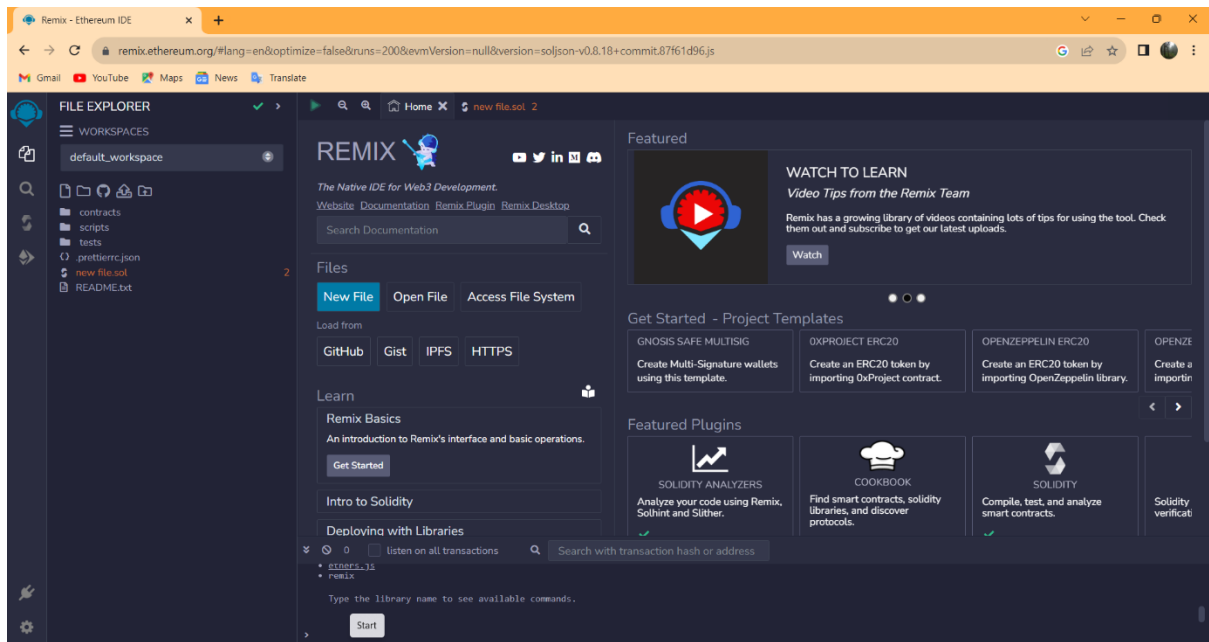 Remix - Ethereum IDE
remix.ethereum.org/#lang=en&optimize=false&runs=200&evmVersion=null&version=soljson-v0.8.18+commit.87f61d96.js
Gmail YouTube Maps News Translate
FILE EXPLORER
WORKSPACES
default_workspace
contracts
scripts
tests
.prettierrc.json
new file.sol 2
README.txt
Home new file.sol 2
REMIX
The Native IDE for Web3 Development.
Website Documentation Remix Plugin Remix Desktop
Search Documentation
Files
New File Open File Access File System
Load from
GitHub Gist IPFS HTTPS
Learn
Remix Basics
An introduction to Remix's interface and basic operations.
Get Started
Intro to Solidity
Deploying with Libraries
Featured
WATCH TO LEARN
Video Tips from the Remix Team
Remix has a growing library of videos containing lots of tips for using the tool. Check
them out and subscribe to get our latest uploads.
Watch
Get Started - Project Templates
GNOSIS SAFE MULTISIG
Create Multi-Signature wallets
using this template.
0XPROJECT ERC20
Create an ERC20 token by
importing 0xProject contract.
OPENZEPPELIN ERC20
Create an ERC20 token by
importing OpenZeppelin library.
OPENZE
Create a
importin
Featured Plugins
SOLIDITY ANALYZERS
Analyze your code using Remix,
Solhint and Slither.
COOKBOOK
Find smart contracts, solidity
libraries, and discover
protocols.
SOLIDITY
Compile, test, and analyze
smart contracts.
Solidity
verificati
0 listen on all transactions Search with transaction hash or address
• ethers.js
• remix
Type the library name to see available commands.
Start
>